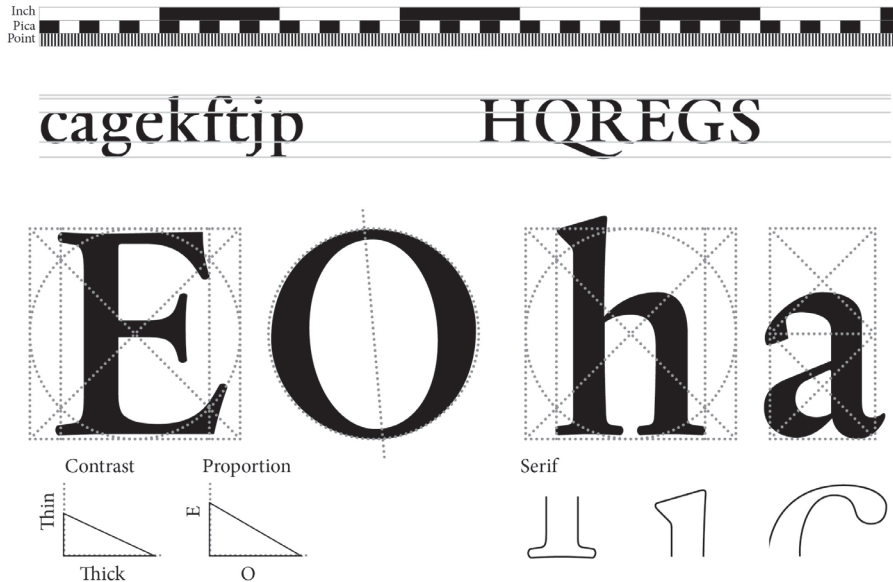 Inch
Pica
Point
cagekftjp HQREGS
E O h a
Contrast Proportion Serif
Thin E
Thick O